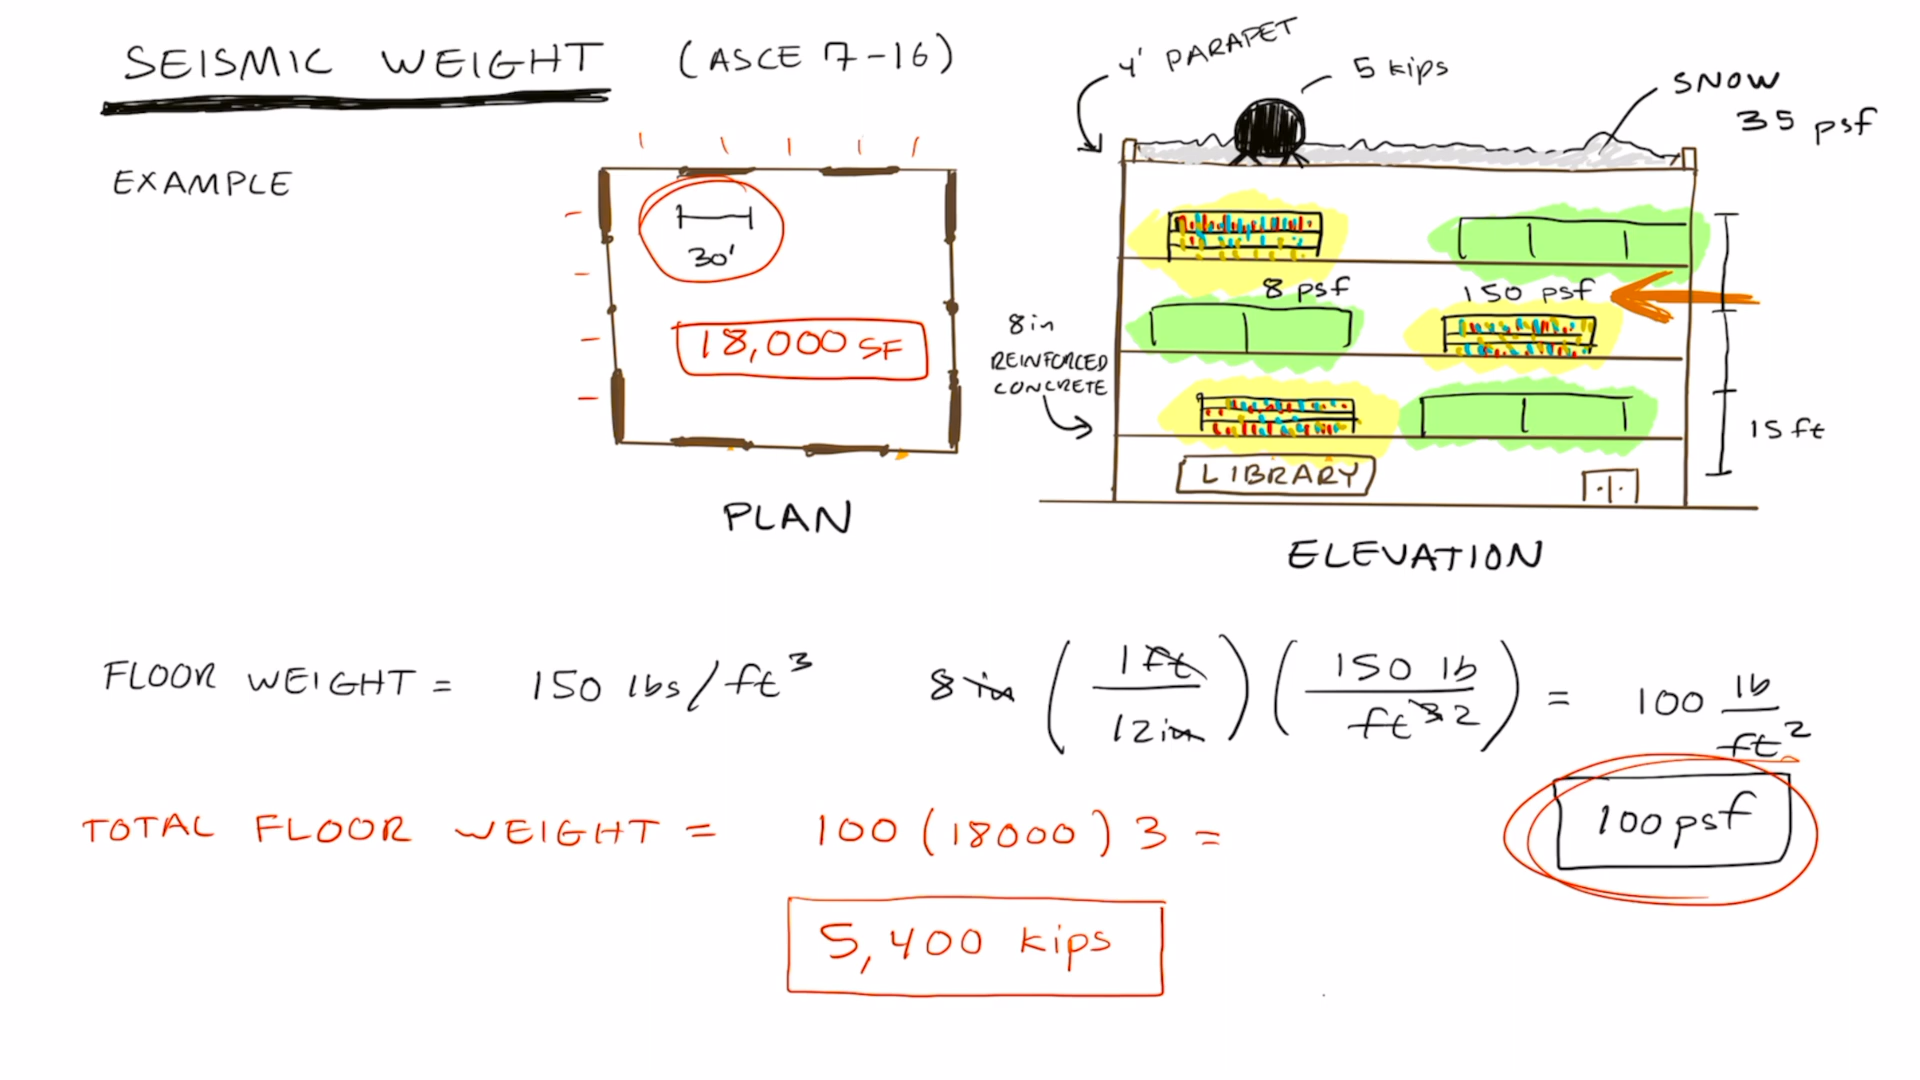 SEISMIC WEIGHT (ASCE 7-16)
EXAMPLE
30'
18,000 SF
PLAN
4' PARAPET
5 kips
SNOW
35 psf
8 psf
150 psf
8in
REINFORCED
CONCRETE
15 ft
LIBRARY
ELEVATION
FLOOR WEIGHT = 150 lbs/ft³ 8 in (1 ft / 12 in) (150 lb / ft³ 2) = 100 lb / ft²
100 psf
TOTAL FLOOR WEIGHT = 100 (18000) 3 =
5,400 kips